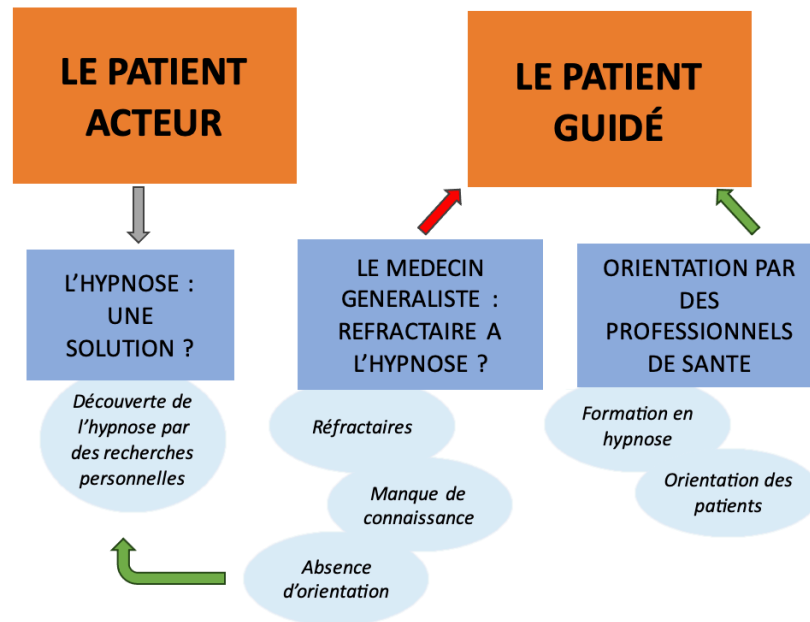 LE PATIENT
ACTEUR
LE PATIENT
GUIDÉ
L'HYPNOSE :
UNE
SOLUTION ?
LE MEDECIN
GENERALISTE :
REFRACTAIRE A
L'HYPNOSE ?
ORIENTATION PAR
DES
PROFESSIONNELS
DE SANTE
Découverte de
l'hypnose par
des recherches
personnelles
Réfractaires
Manque de
connaissance
Absence
d'orientation
Formation en
hypnose
Orientation des
patients